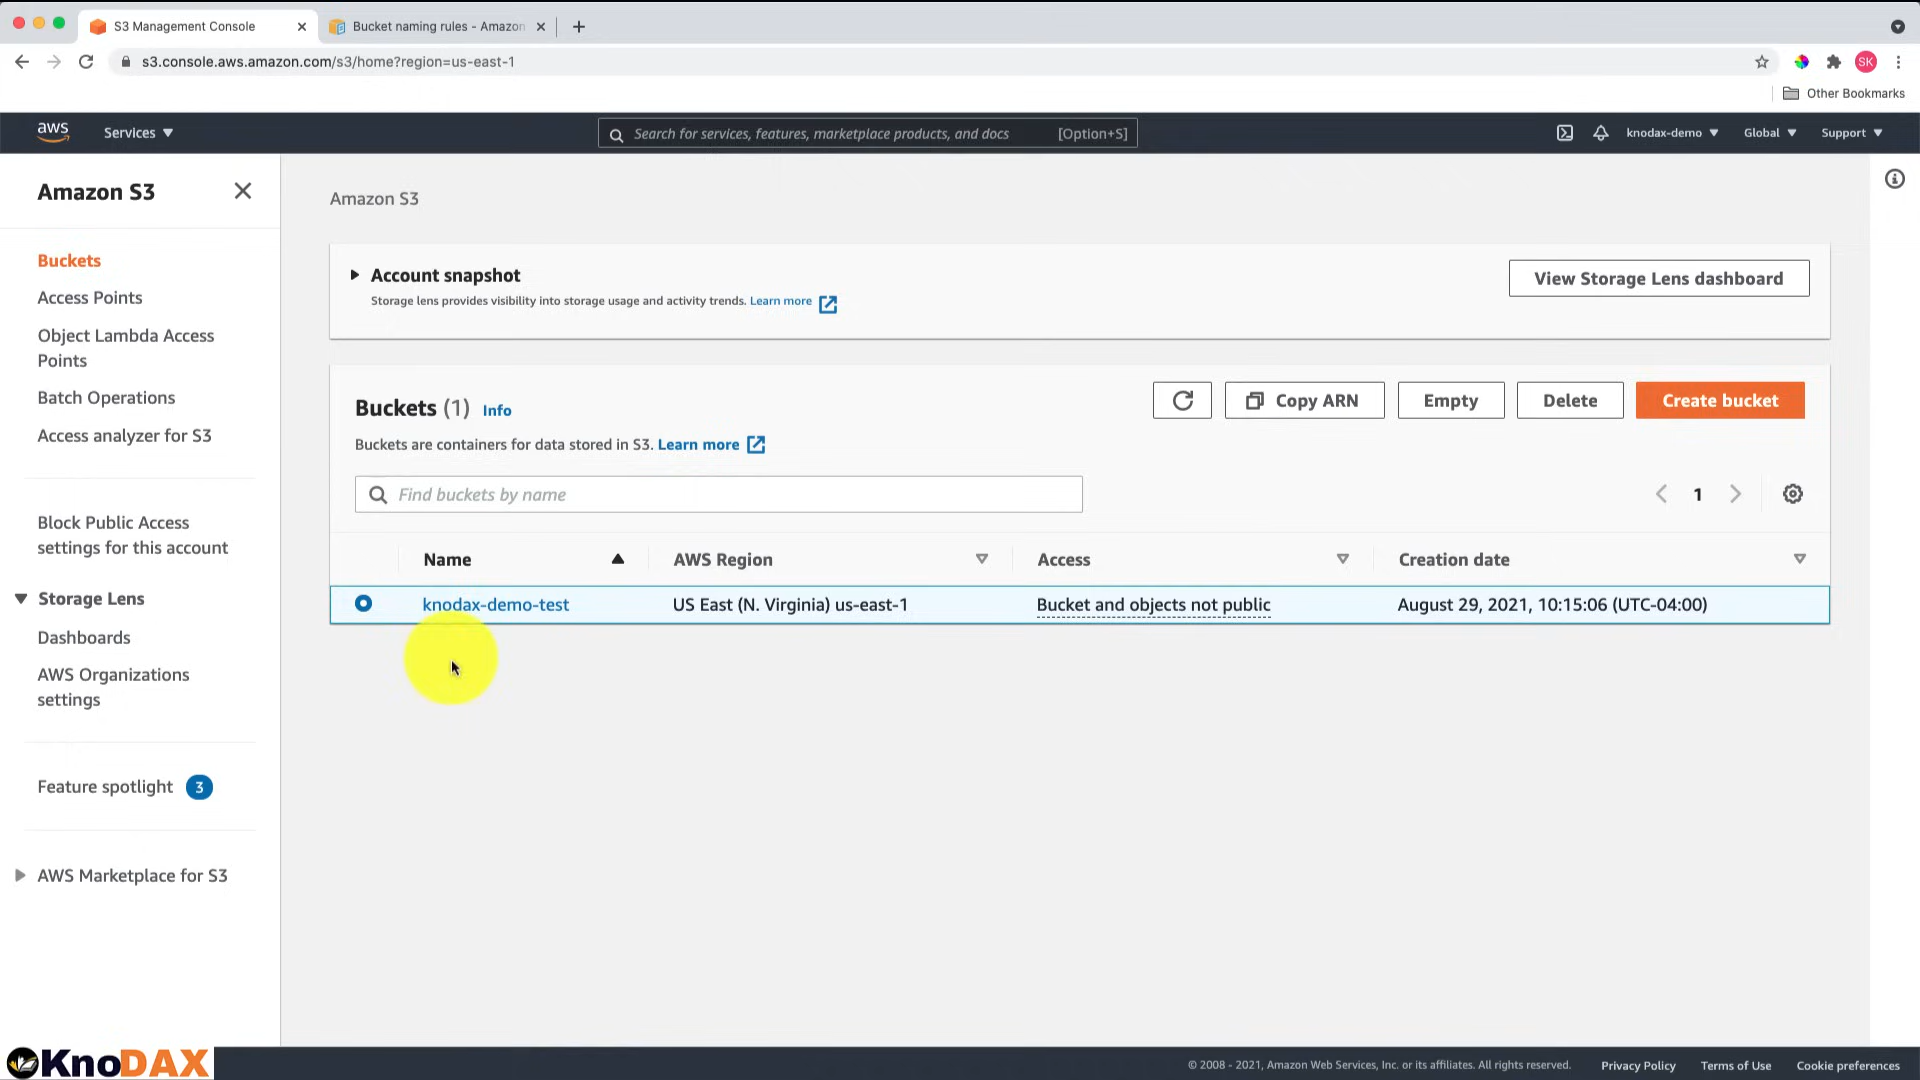 S3 Management Console
Bucket naming rules - Amazon
s3.console.aws.amazon.com/s3/home?region=us-east-1
SK
Other Bookmarks
aws
Services
Search for services, features, marketplace products, and docs
[Option+S]
knodax-demo
Global
Support
Amazon S3
Buckets
Access Points
Object Lambda Access
Points
Batch Operations
Access analyzer for S3
Block Public Access
settings for this account
Storage Lens
Dashboards
AWS Organizations
settings
Feature spotlight 3
AWS Marketplace for S3
Amazon S3
Account snapshot
Storage lens provides visibility into storage usage and activity trends. Learn more
View Storage Lens dashboard
Buckets (1) Info
Buckets are containers for data stored in S3. Learn more
Copy ARN
Empty
Delete
Create bucket
Find buckets by name
1
Name AWS Region Access Creation date
knodax-demo-test US East (N. Virginia) us-east-1 Bucket and objects not public August 29, 2021, 10:15:06 (UTC-04:00)
KnoDAX
© 2008 - 2021, Amazon Web Services, Inc. or its affiliates. All rights reserved. Privacy Policy Terms of Use Cookie preferences